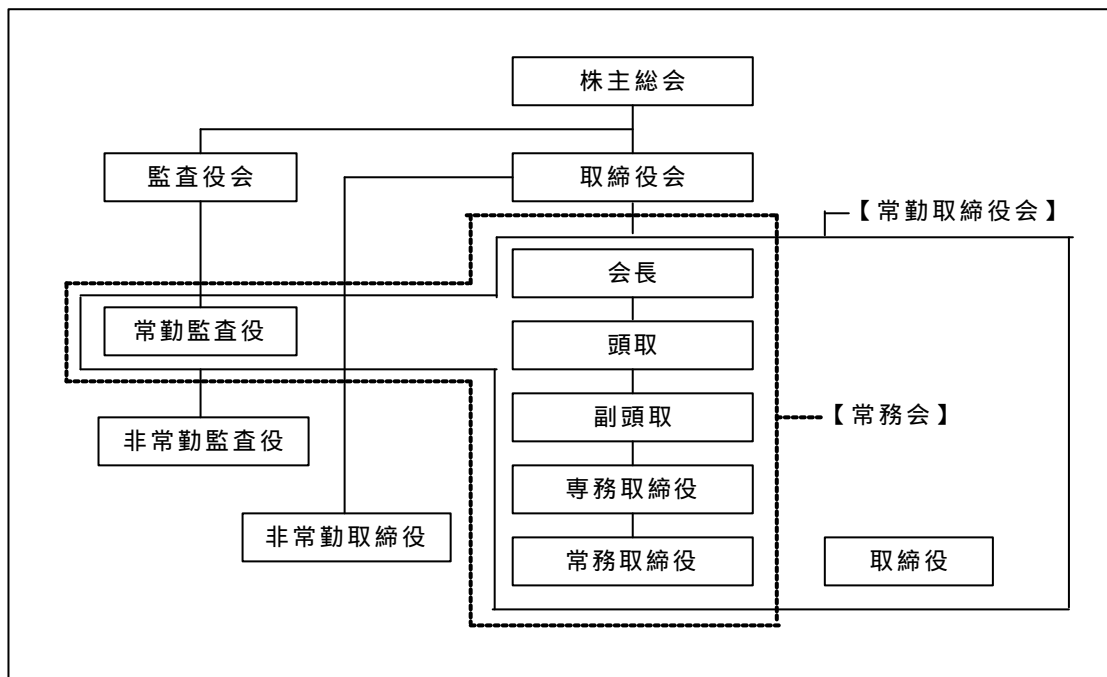 株主総会
監査役会
取締役会
【常勤取締役会】
会長
常勤監査役
頭取
副頭取
【常務会】
非常勤監査役
専務取締役
非常勤取締役
常務取締役
取締役